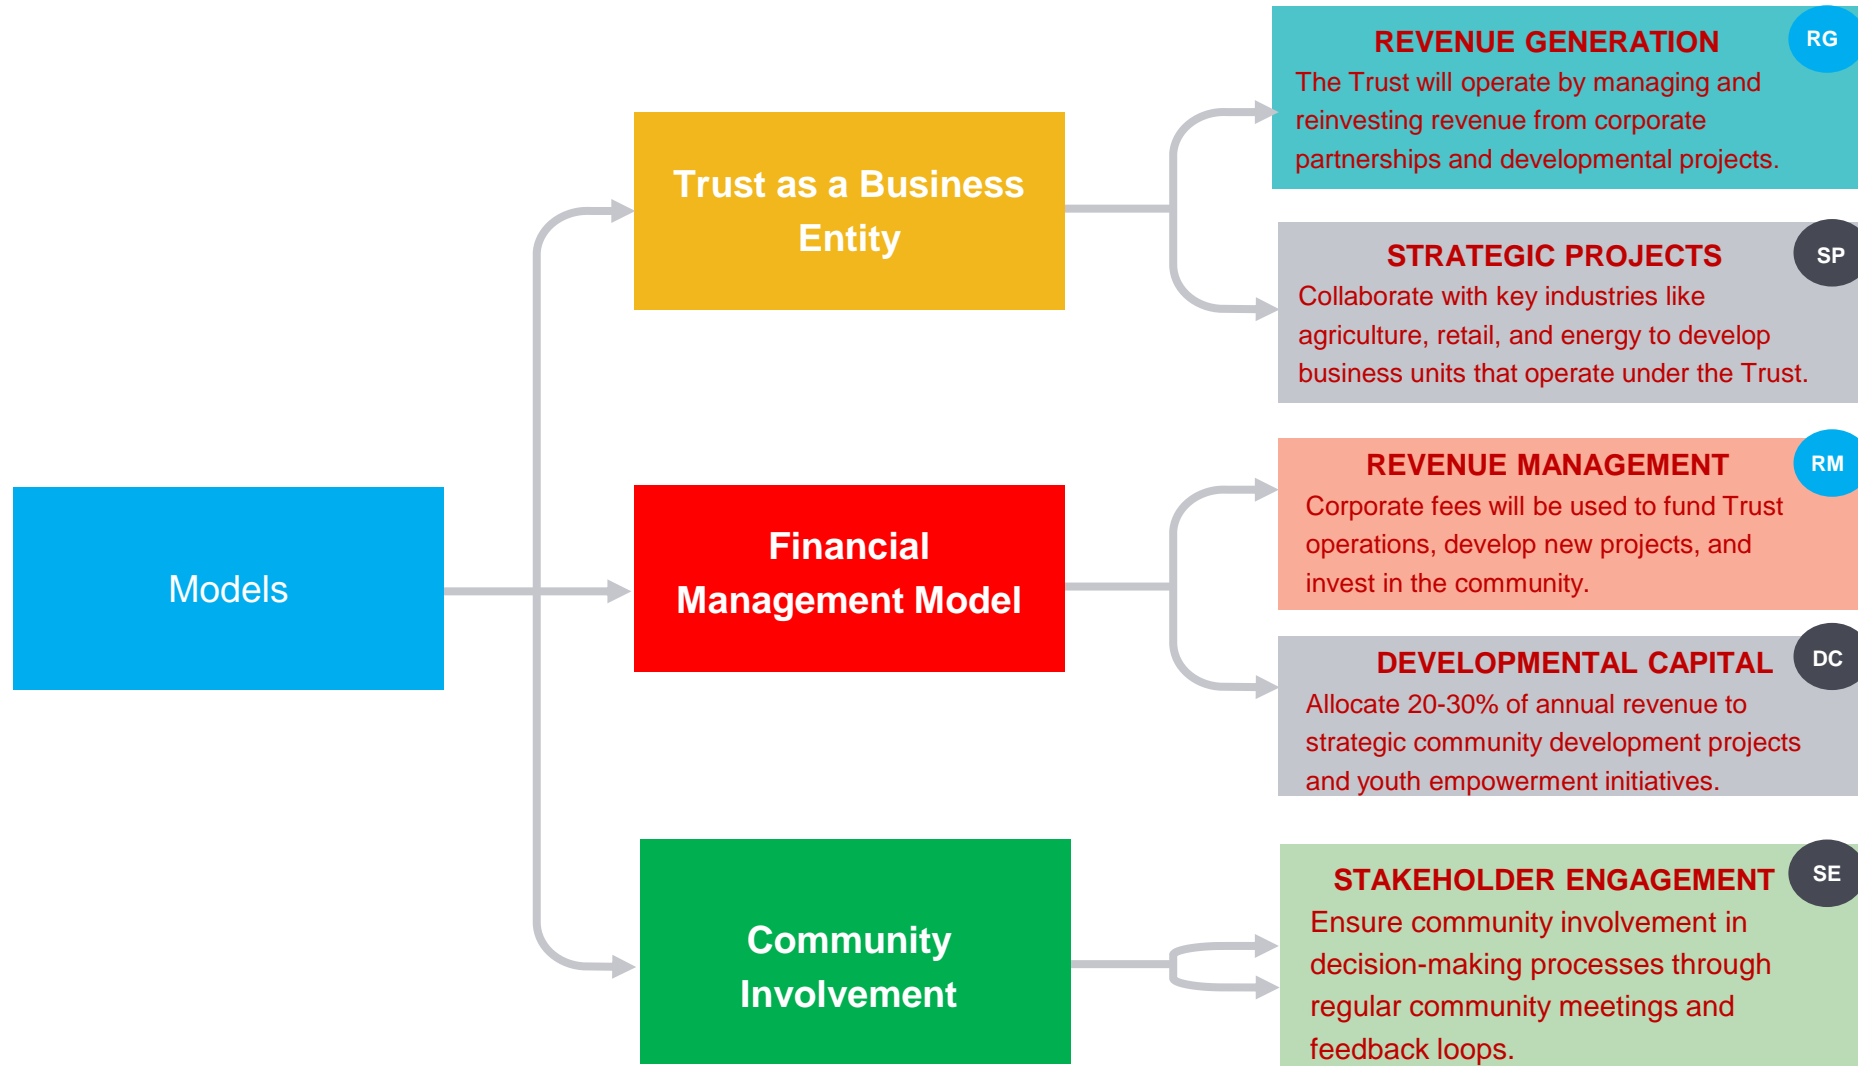 Models
Trust as a Business
Entity
REVENUE GENERATION
RG
The Trust will operate by managing and
reinvesting revenue from corporate
partnerships and developmental projects.
STRATEGIC PROJECTS
SP
Collaborate with key industries like
agriculture, retail, and energy to develop
business units that operate under the Trust.
Financial
Management Model
REVENUE MANAGEMENT
RM
Corporate fees will be used to fund Trust
operations, develop new projects, and
invest in the community.
DEVELOPMENTAL CAPITAL
DC
Allocate 20-30% of annual revenue to
strategic community development projects
and youth empowerment initiatives.
Community
Involvement
STAKEHOLDER ENGAGEMENT
SE
Ensure community involvement in
decision-making processes through
regular community meetings and
feedback loops.